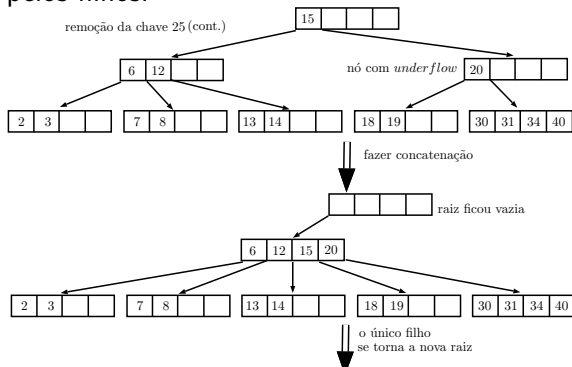 remoção da chave 25 (cont.)
15
6 12
nó com underflow
20
2 3
7 8
13 14
18 19
30 31 34 40
fazer concatenação
raiz ficou vazia
6 12 15 20
2 3
7 8
13 14
18 19
30 31 34 40
o único filho
se torna a nova raiz